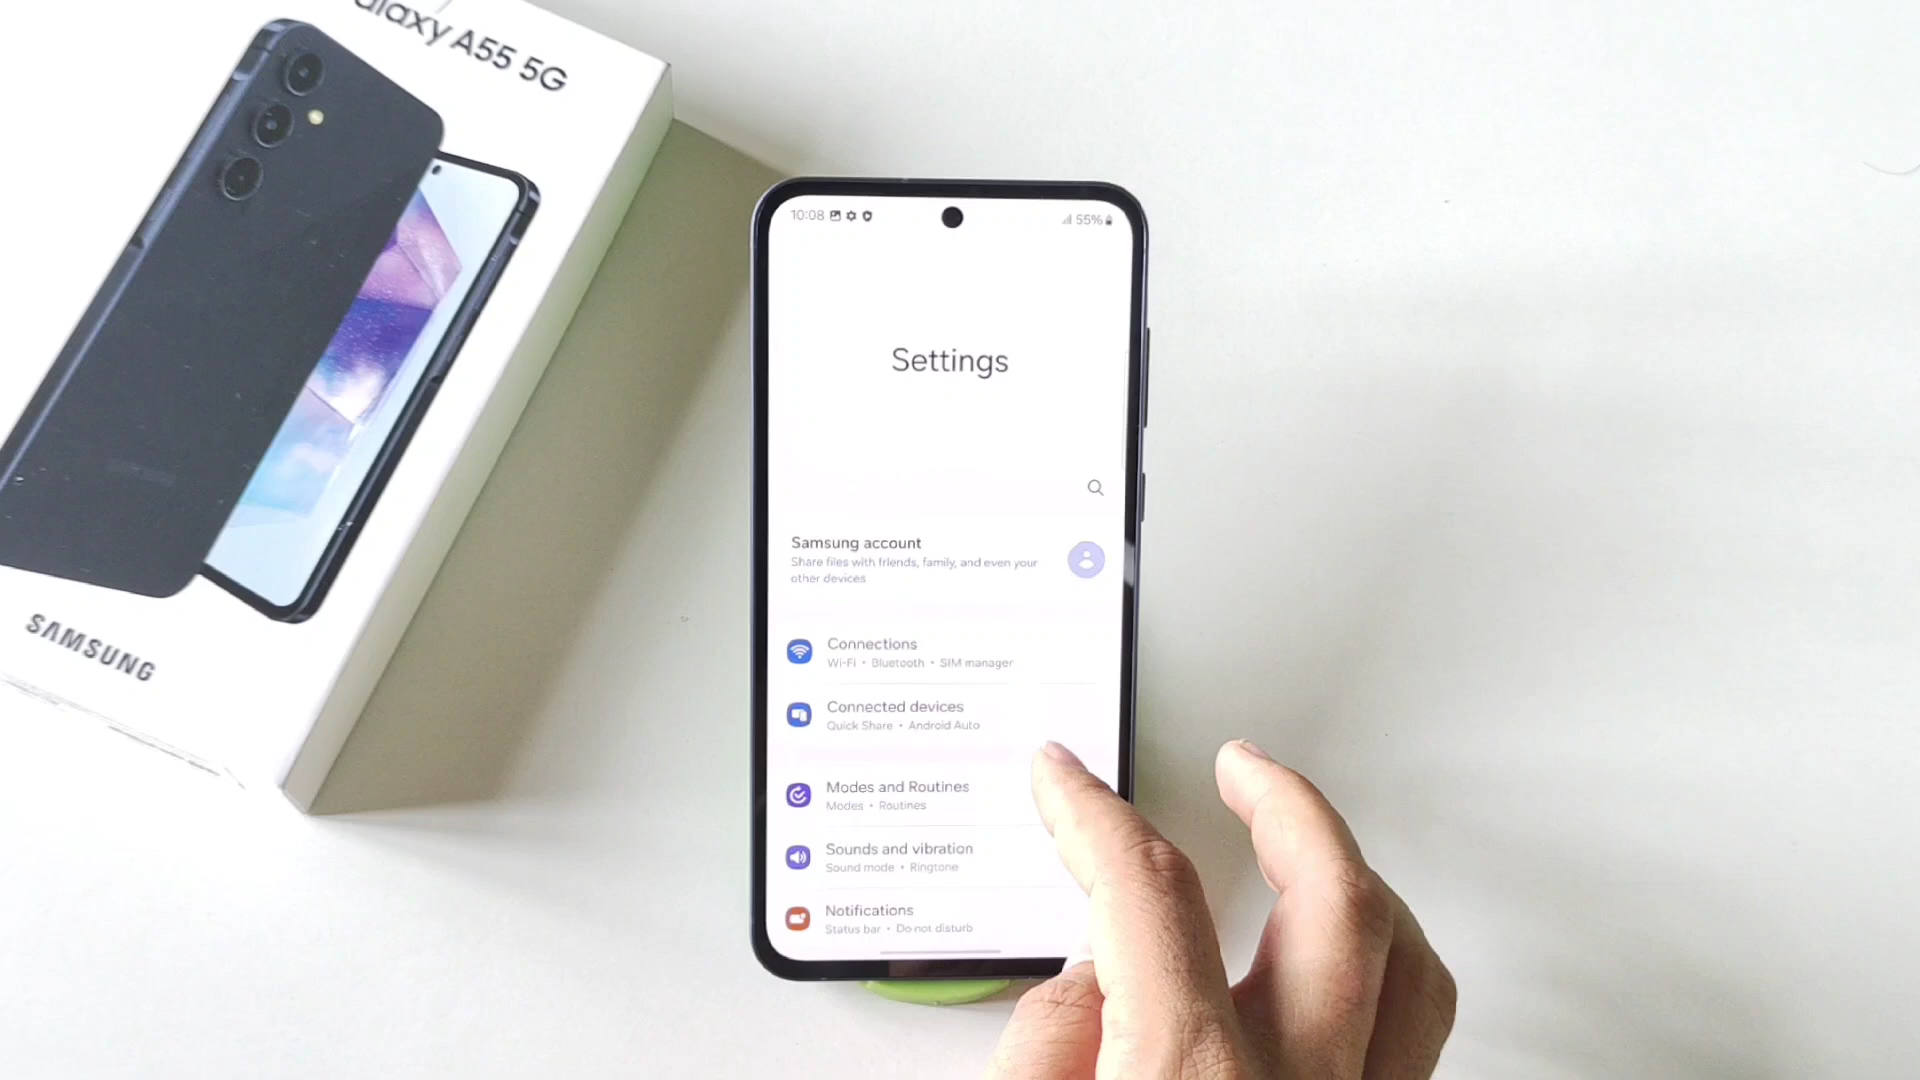 Galaxy A55 5G
SAMSUNG
10:08
55%
Settings
Samsung account
Share files with friends, family, and even your
other devices
Connections
Wi-Fi • Bluetooth • SIM manager
Connected devices
Quick Share • Android Auto
Modes and Routines
Modes • Routines
Sounds and vibration
Sound mode • Ringtone
Notifications
Status bar • Do not disturb